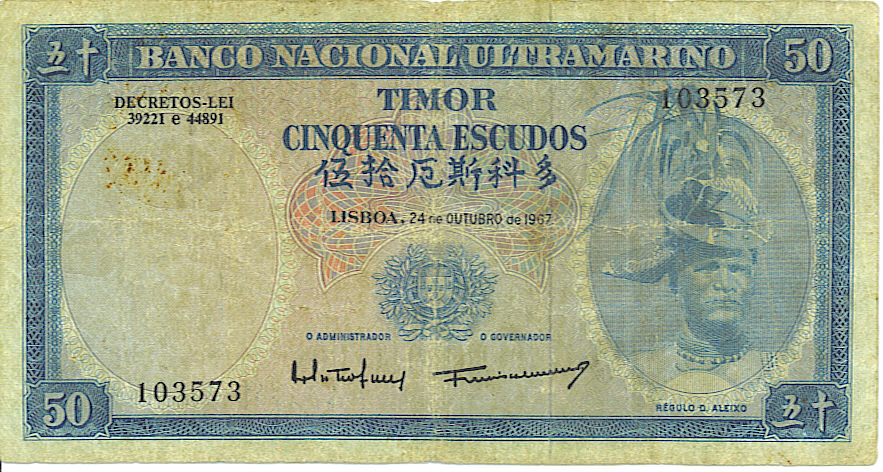 五十 BANCO NACIONAL ULTRAMARINO 50
DECRETOS-LEI
39221 e 44891
TIMOR
103573
CINQUENTA ESCUDOS
伍拾厄斯科多
LISBOA, 24 de OUTUBRO de 1967
O ADMINISTRADOR O GOVERNADOR
103573
RÉGULO D. ALEIXO
50 五十